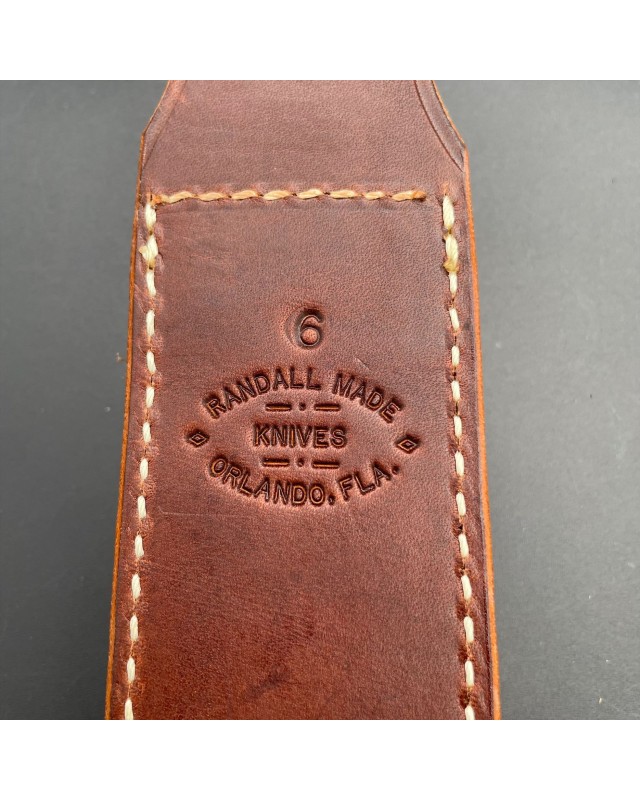 6
RANDALL MADE
KNIVES
ORLANDO, FLA.